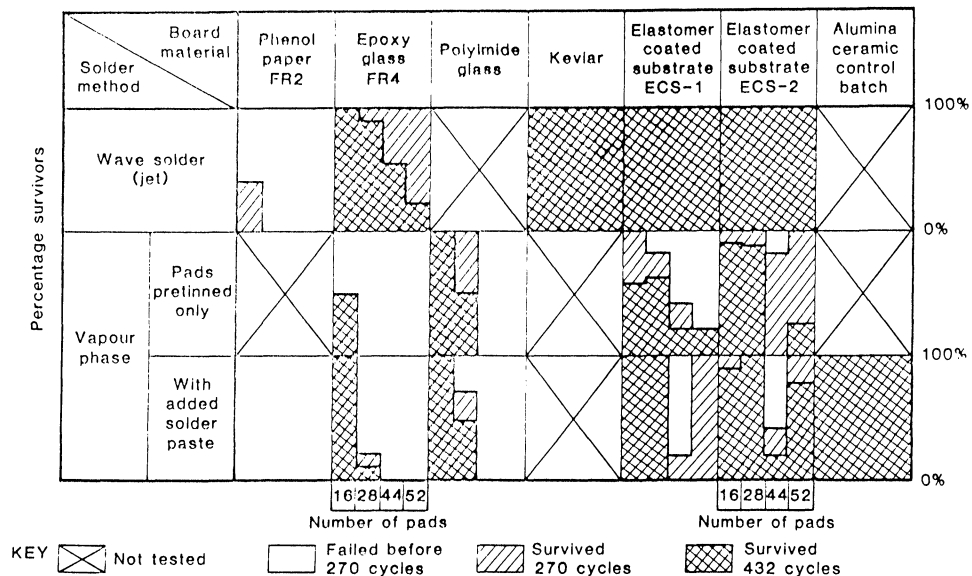 Board material
Solder method
Phenol paper FR2
Epoxy glass FR4
Polylmide glass
Kevlar
Elastomer coated substrate ECS-1
Elastomer coated substrate ECS-2
Alumina ceramic control batch
Percentage survivors
Wave solder (jet)
Vapour phase
Pads pretinned only
With added solder paste
100%
0%
100%
0%
16 28 44 52
Number of pads
16 28 44 52
Number of pads
KEY
Not tested
Failed before 270 cycles
Survived 270 cycles
Survived 432 cycles